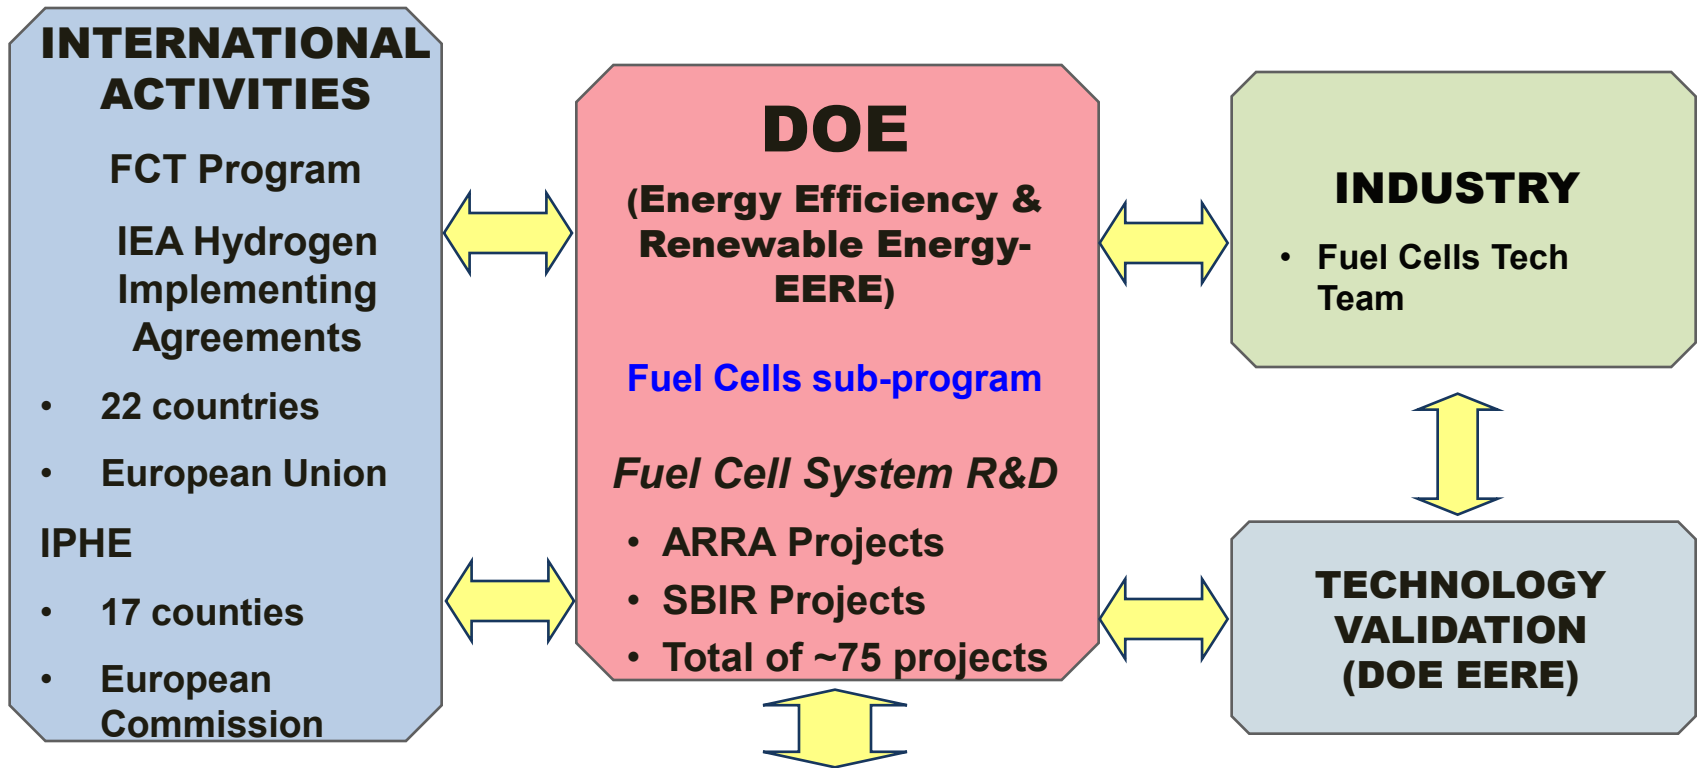 INTERNATIONAL
ACTIVITIES
FCT Program
IEA Hydrogen
Implementing
Agreements
• 22 countries
• European Union
IPHE
• 17 counties
• European
Commission
DOE
(Energy Efficiency &
Renewable Energy-
EERE)
Fuel Cells sub-program
Fuel Cell System R&D
• ARRA Projects
• SBIR Projects
• Total of ~75 projects
INDUSTRY
• Fuel Cells Tech
Team
TECHNOLOGY
VALIDATION
(DOE EERE)